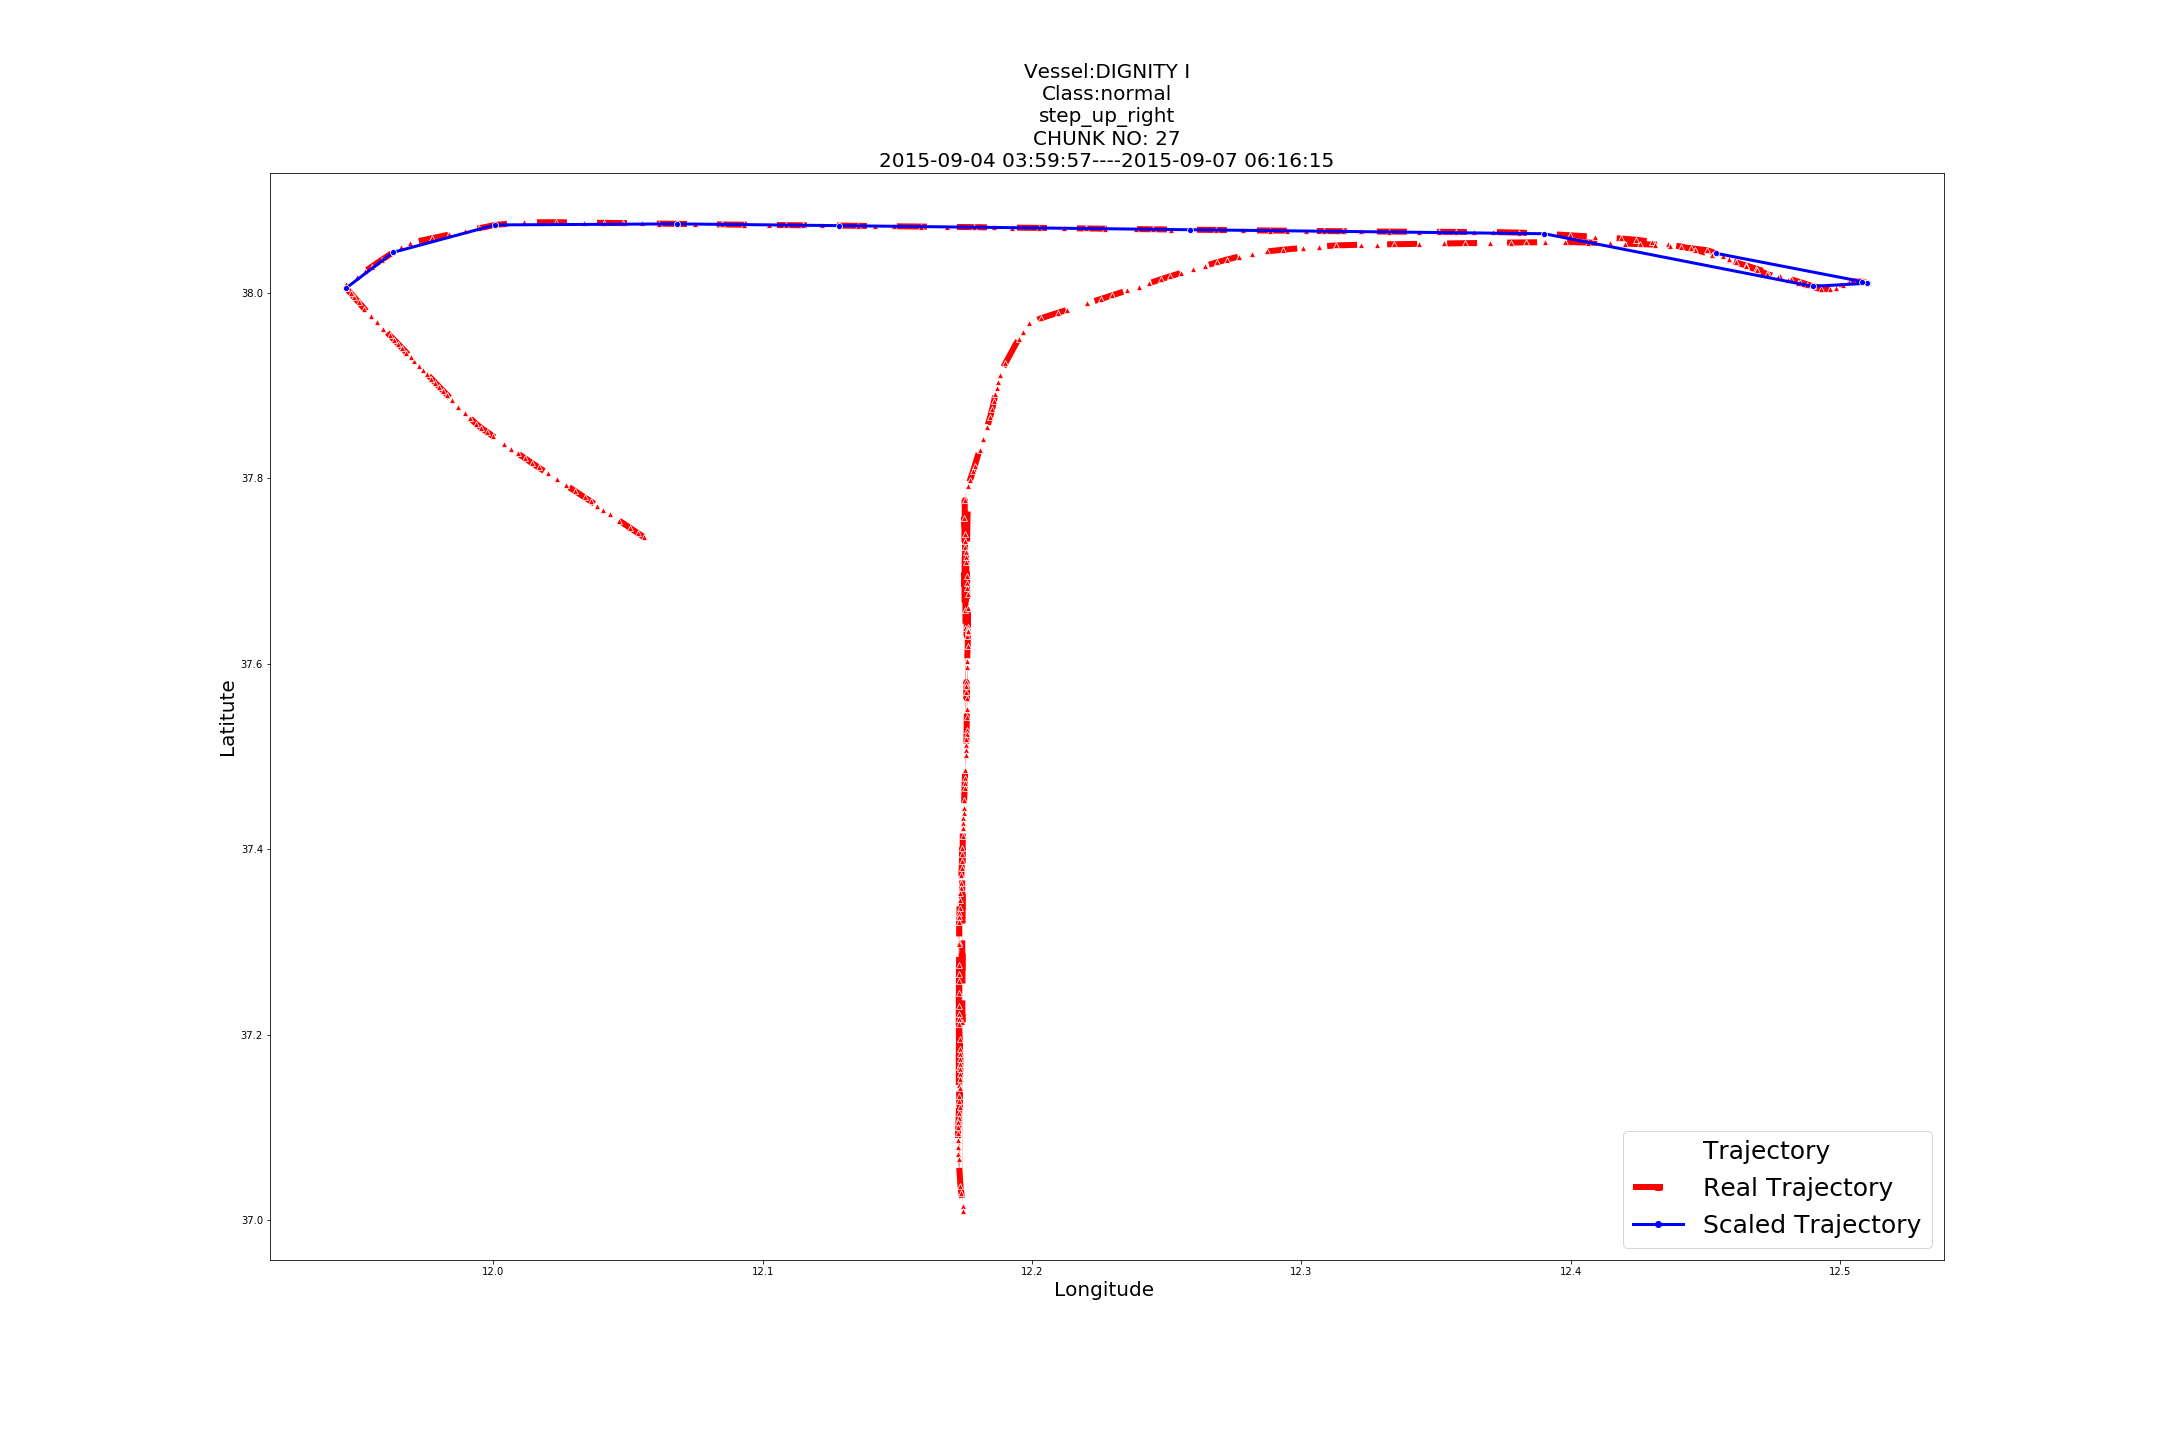 Vessel:DIGNITY I
Class:normal
step_up_right
CHUNK NO: 27
2015-09-04 03:59:57----2015-09-07 06:16:15
38.0
37.8
37.6
37.4
37.2
37.0
Latitute
12.0
12.1
12.2
12.3
12.4
12.5
Longitude
Trajectory
Real Trajectory
Scaled Trajectory